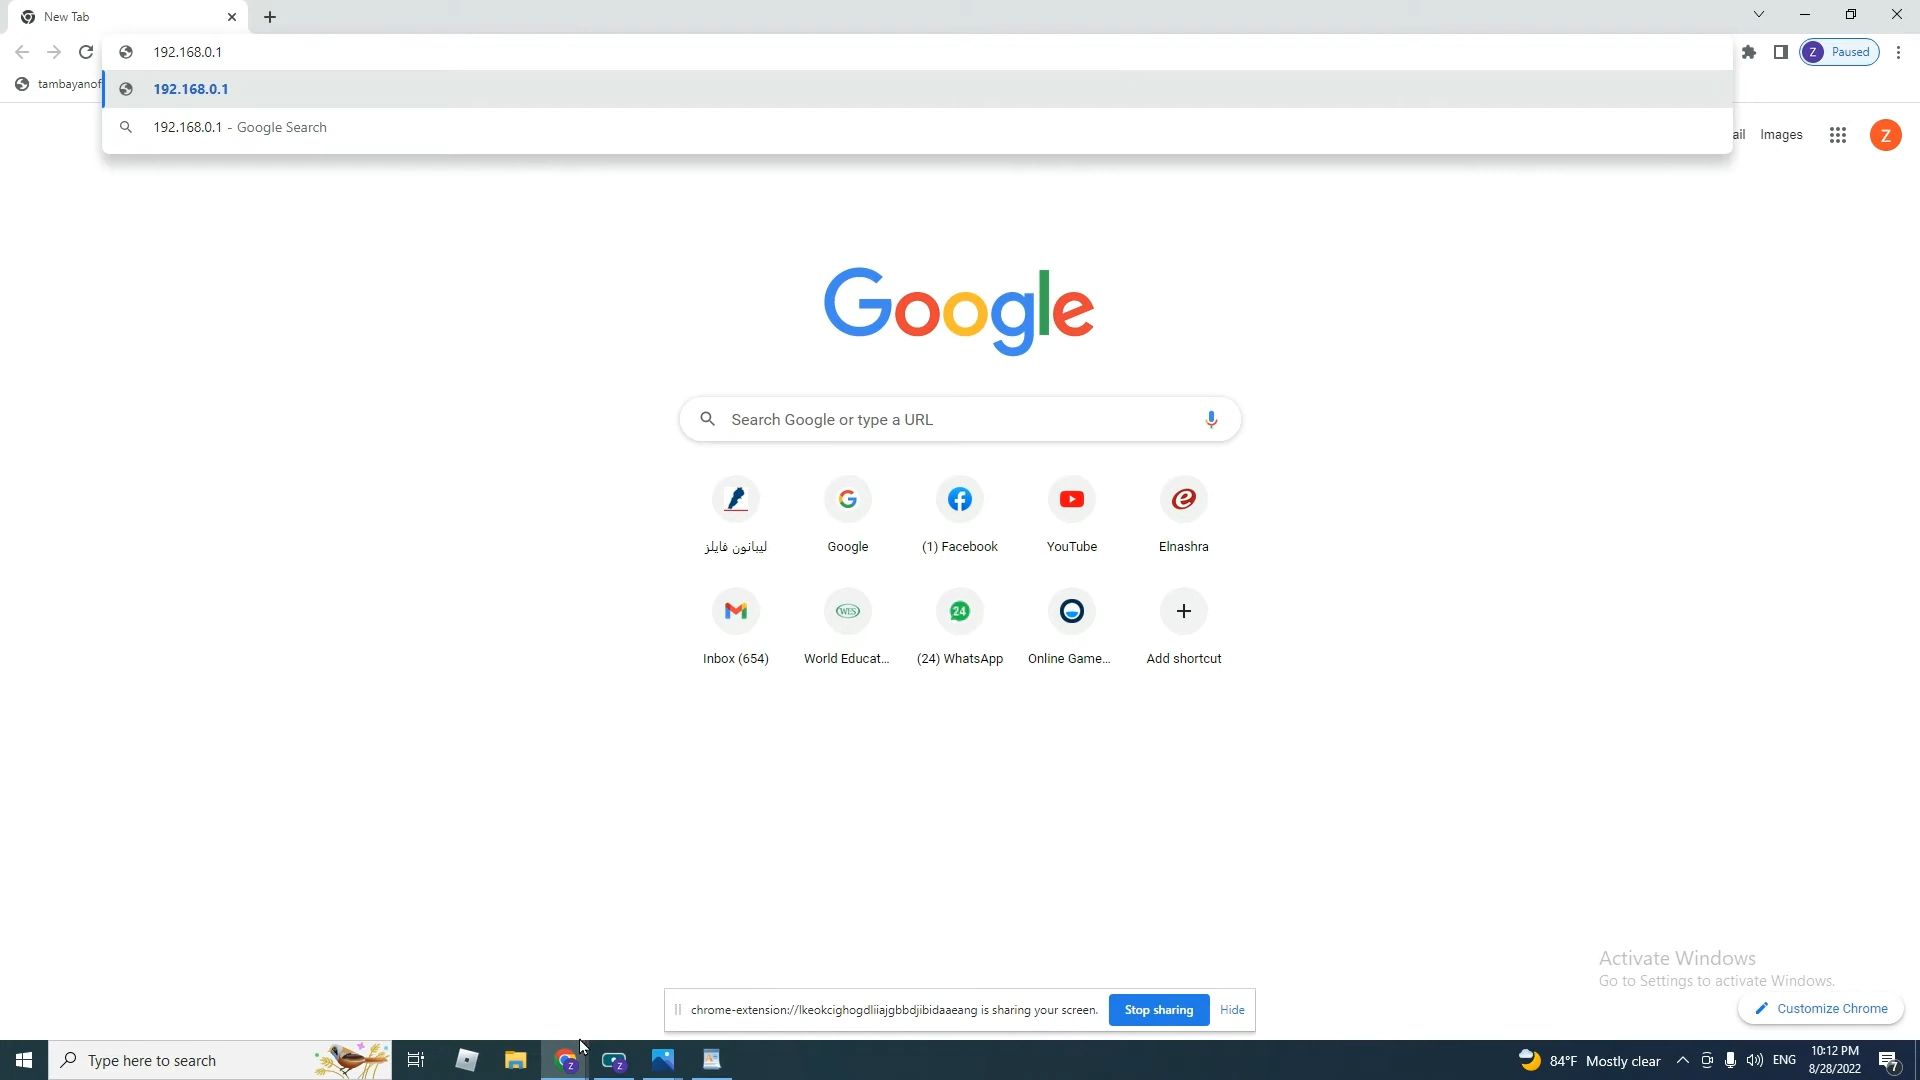 New Tab
192.168.0.1
Z Paused
tambayanof
192.168.0.1
192.168.0.1 - Google Search
ail Images Z
Google
Search Google or type a URL
ليبانون فايلز
Google
(1) Facebook
YouTube
Elnashra
WES
24
Inbox (654)
World Educat...
(24) WhatsApp
Online Game...
Add shortcut
Activate Windows
Go to Settings to activate Windows.
chrome-extension://lkeokcighogdliiajgbbdjibidaaeang is sharing your screen. Stop sharing Hide
Customize Chrome
Type here to search
Z
Z
84°F Mostly clear
ENG
10:12 PM
8/28/2022
7